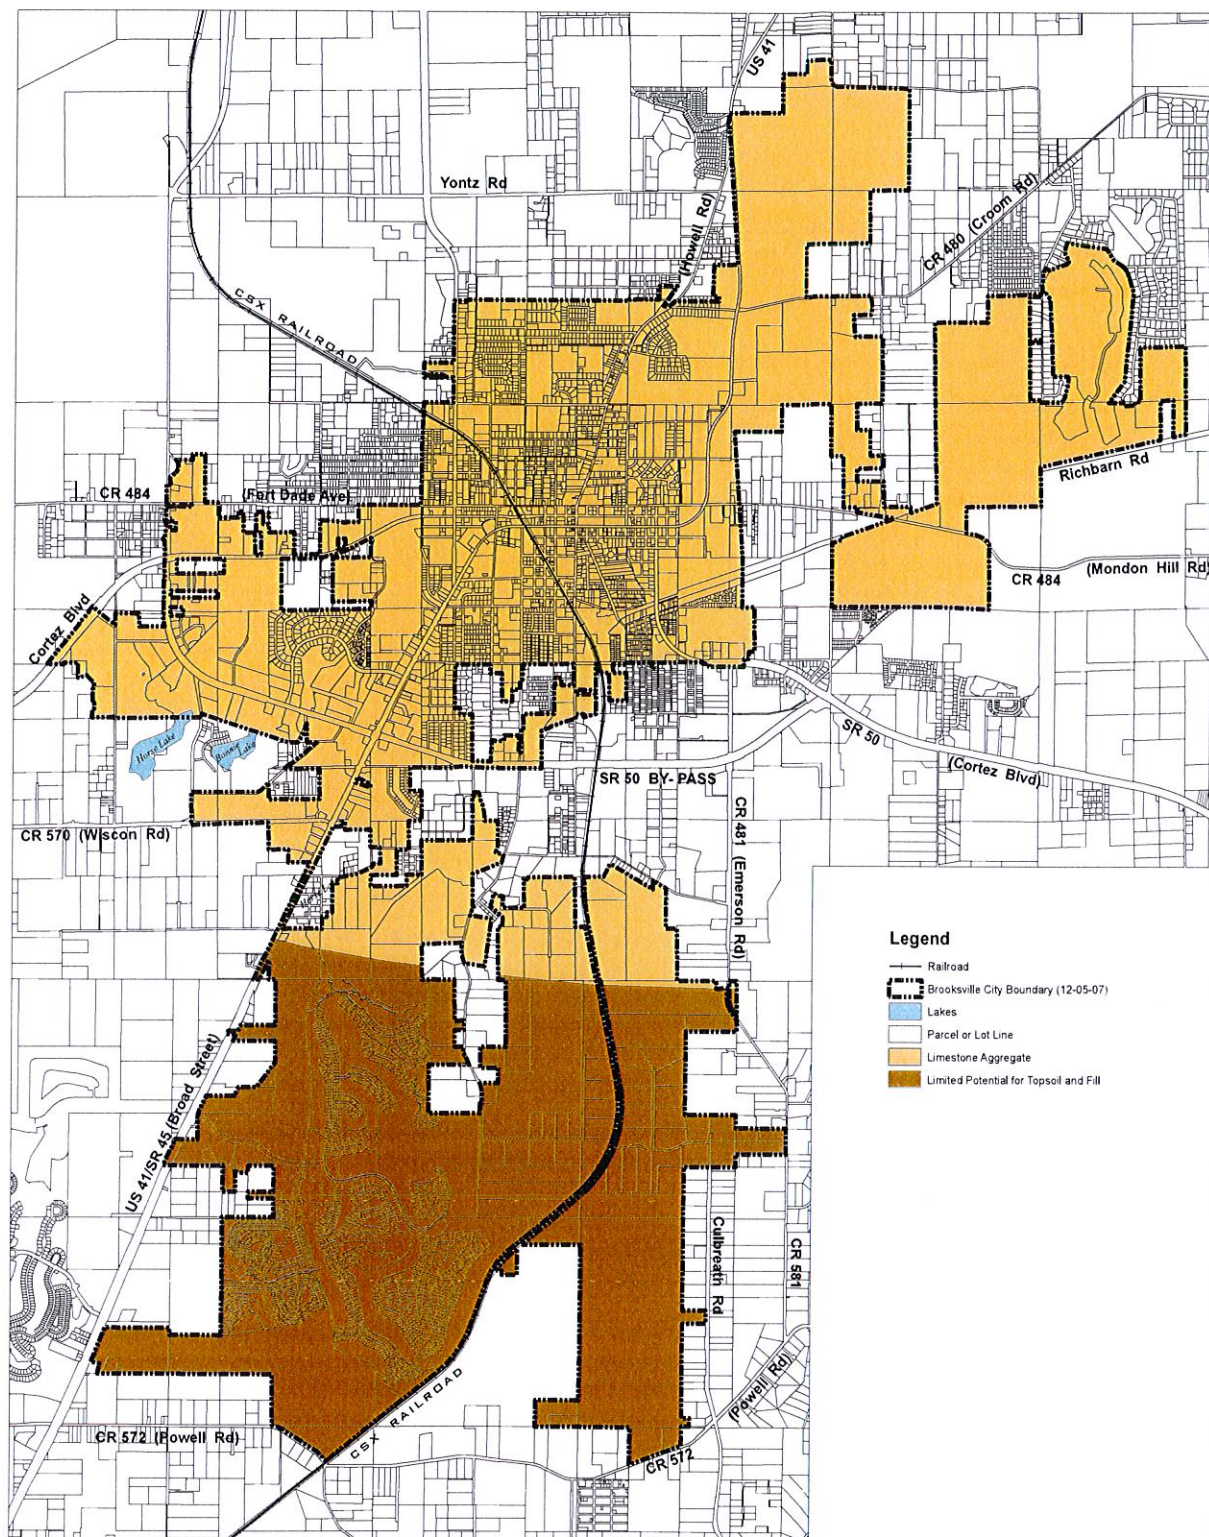 US 41
Yontz Rd
(Howell Rd)
CR 480 (Croom Rd)
CSX RAILROAD
Richbarn Rd
CR 484
(Fort Dade Ave)
CR 484
(Mondon Hill Rd)
Cortez Blvd
Horse Lake
Bonnie Lake
SR 50
(Cortez Blvd)
SR 50 BY-PASS
CR 570 (Wiscon Rd)
CR 481 (Emerson Rd)
Legend
Railroad
Brooksville City Boundary (12-05-07)
Lakes
Parcel or Lot Line
Limestone Aggregate
Limited Potential for Topsoil and Fill
US 41/SR 45 (Broad Street)
Culbreath Rd
CR 581
(Powell Rd)
CSX RAILROAD
CR 572 (Powell Rd)
CR 572